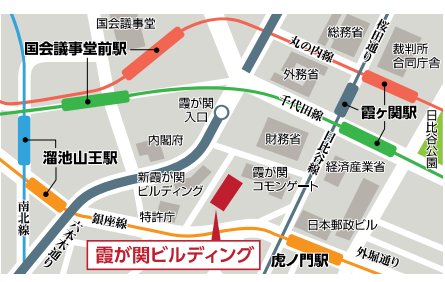 国会議事堂
国会議事堂前駅
丸の内線
総務省
桜田通り
裁判所
合同庁舎
外務省
霞が関
入口
千代田線
霞ケ関駅
日比谷公園
内閣府
財務省
日比谷線
溜池山王駅
新霞が関
ビルディング
霞が関
コモンゲート
経済産業省
南北線
六本木通り
銀座線
特許庁
日本郵政ビル
霞が関ビルディング
虎ノ門駅
外堀通り